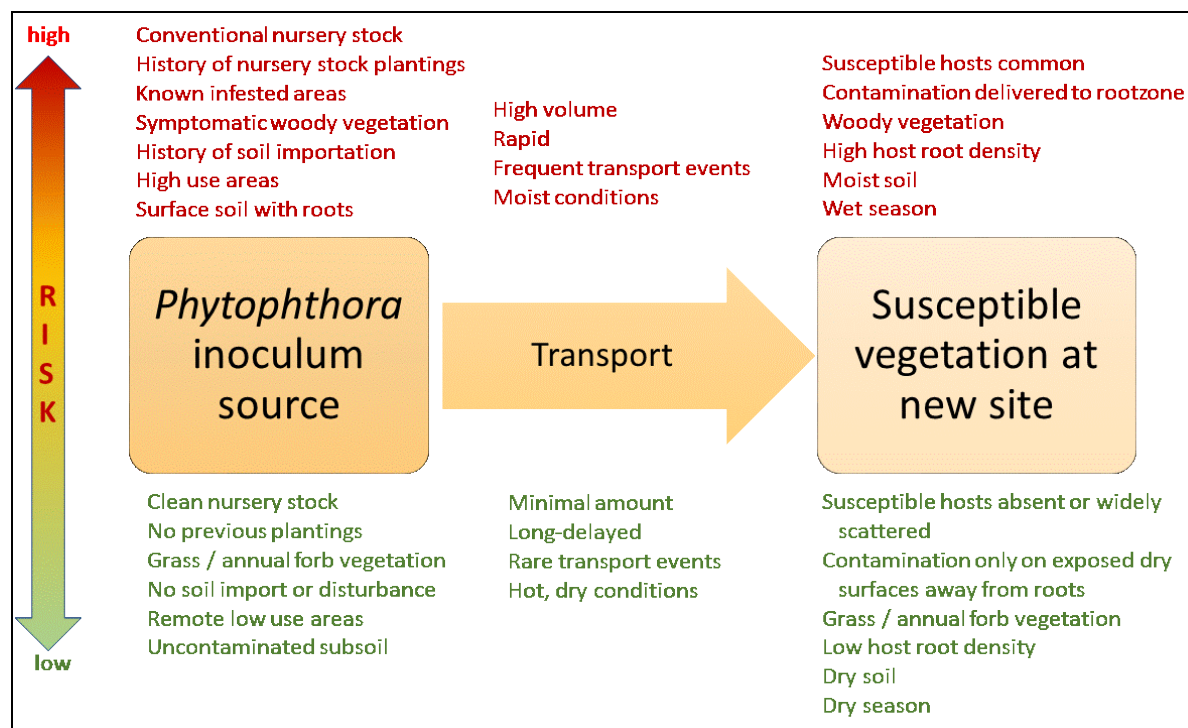 high
Conventional nursery stock
History of nursery stock plantings
Known infested areas
Symptomatic woody vegetation
History of soil importation
High use areas
Surface soil with roots
High volume
Rapid
Frequent transport events
Moist conditions
Susceptible hosts common
Contamination delivered to rootzone
Woody vegetation
High host root density
Moist soil
Wet season
R
I
S
K
Phytophthora
inoculum
source
Transport
Susceptible
vegetation at
new site
Clean nursery stock
No previous plantings
Grass / annual forb vegetation
No soil import or disturbance
Remote low use areas
Uncontaminated subsoil
Minimal amount
Long-delayed
Rare transport events
Hot, dry conditions
Susceptible hosts absent or widely
scattered
Contamination only on exposed dry
surfaces away from roots
Grass / annual forb vegetation
Low host root density
Dry soil
Dry season
low